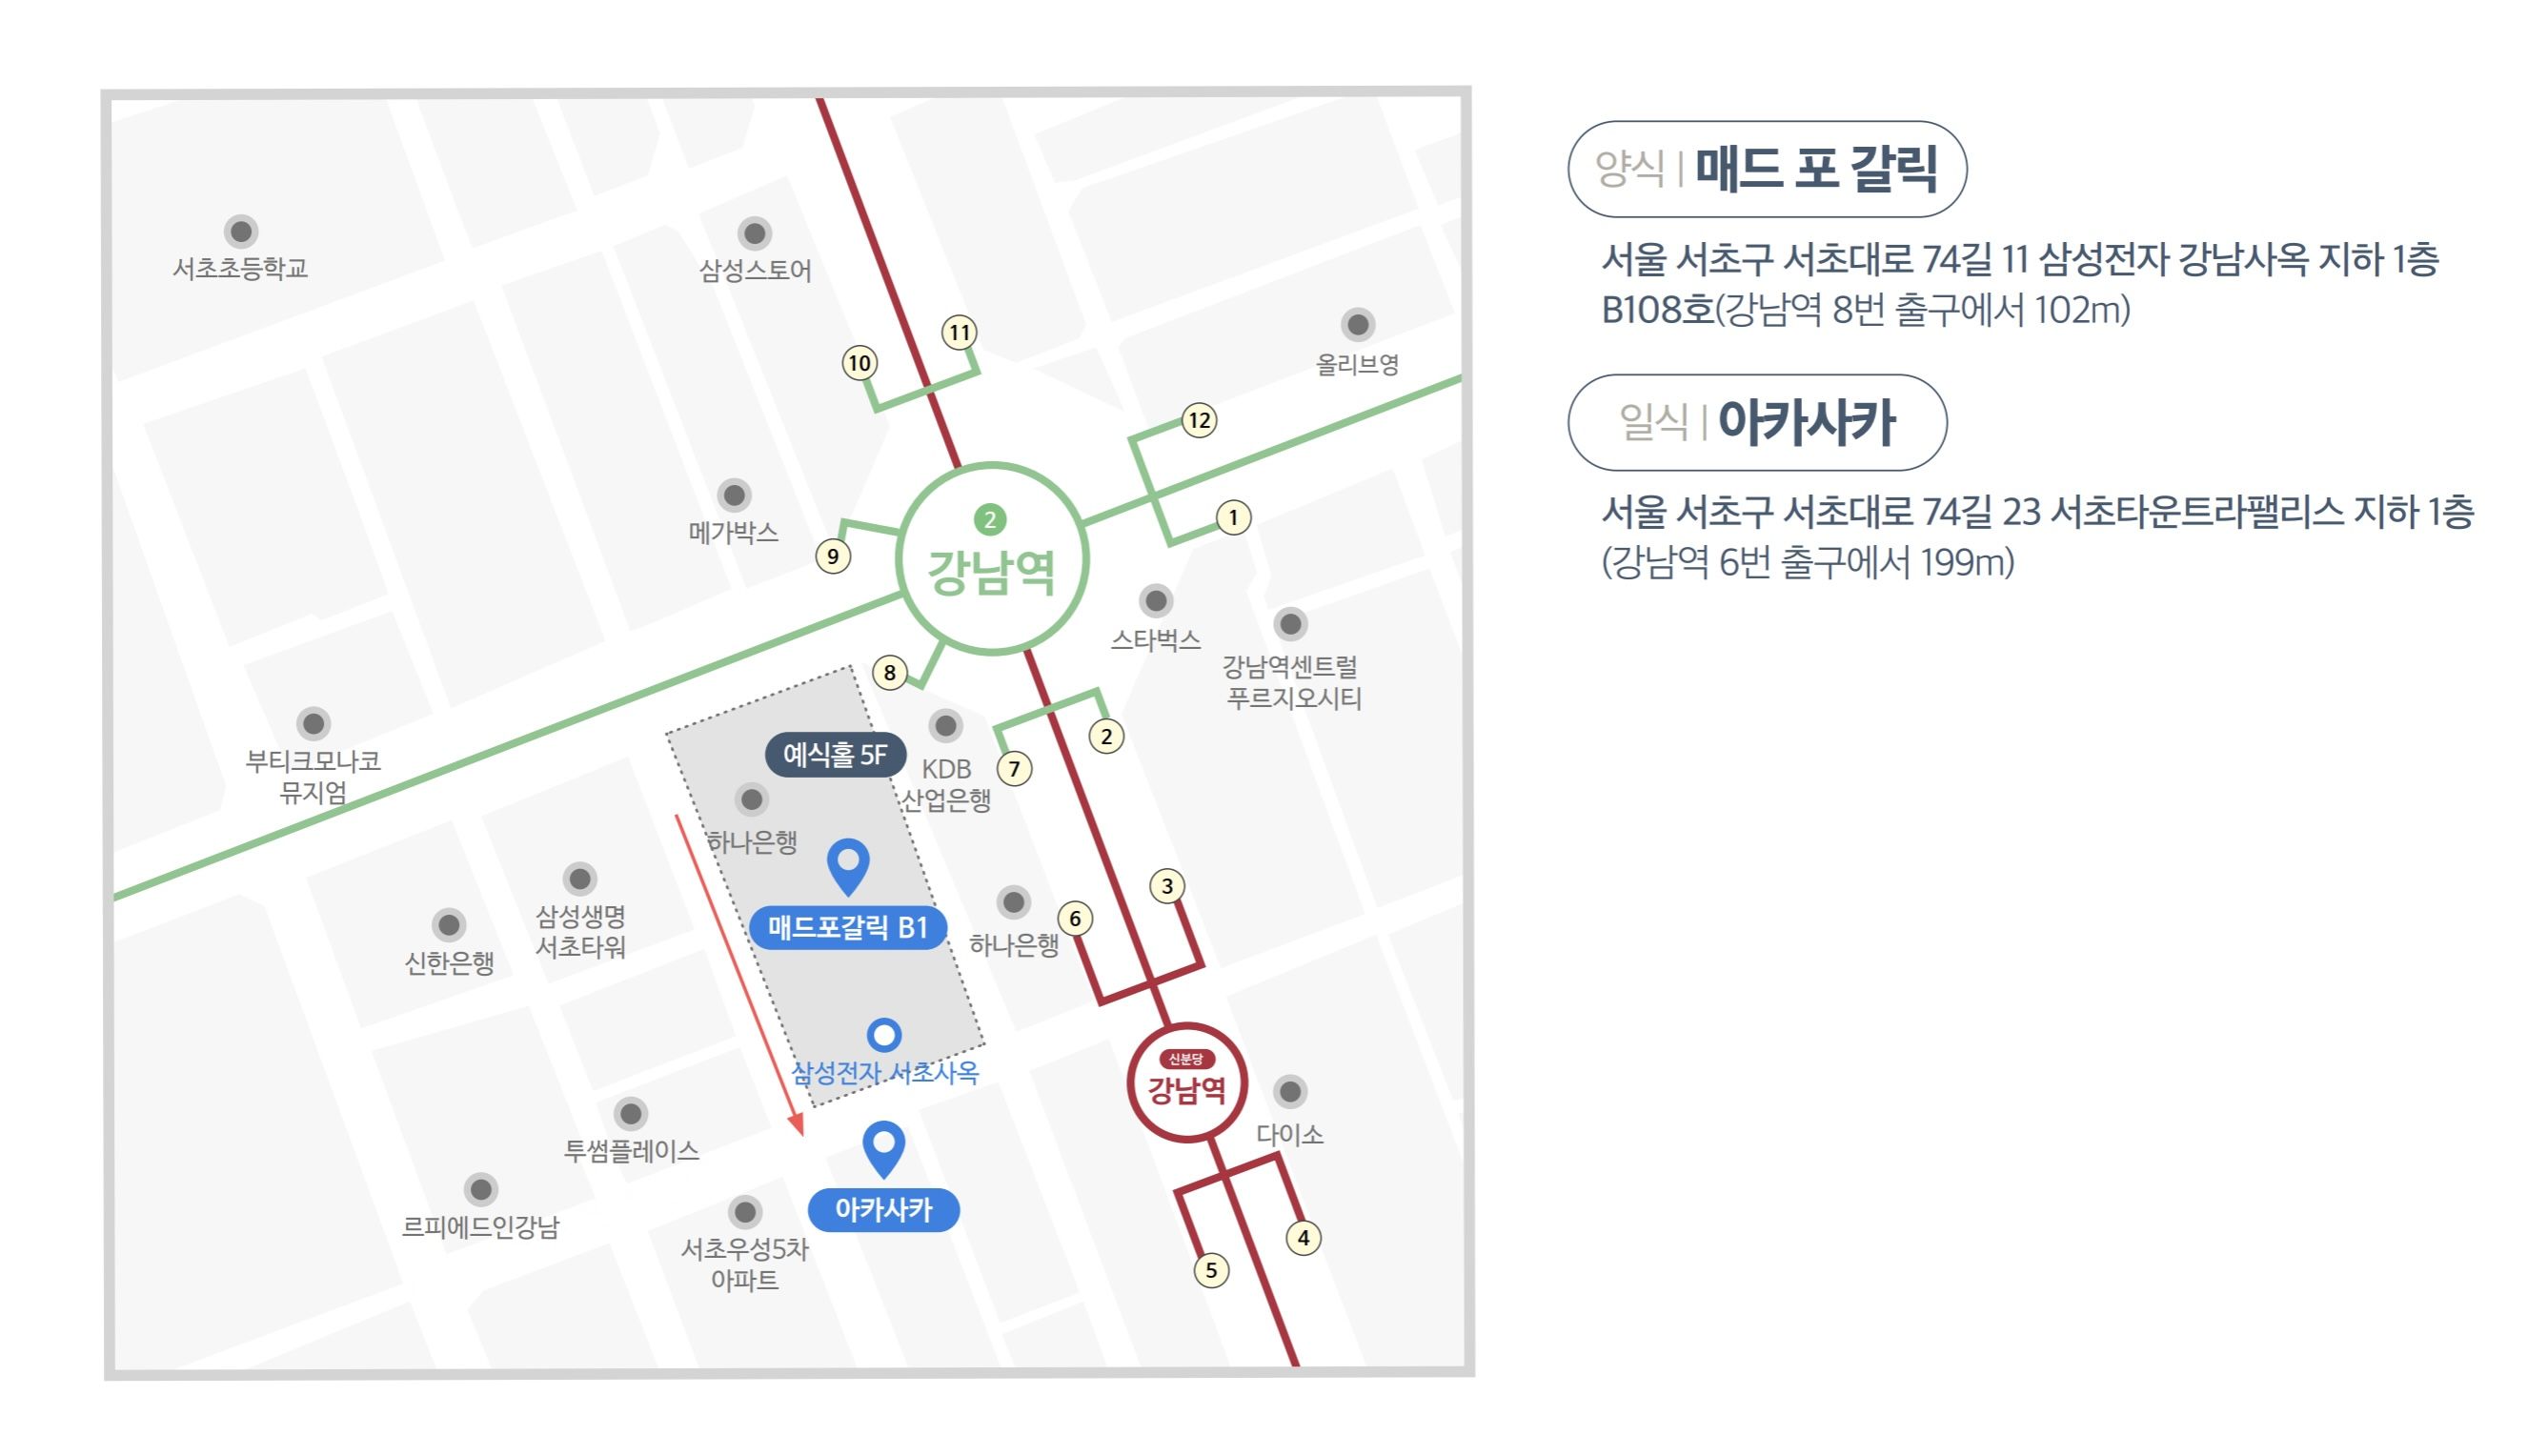 양식 | 매드 포 갈릭
서울 서초구 서초대로 74길 11 삼성전자 강남사옥 지하 1층
B108호(강남역 8번 출구에서 102m)
일식 | 아카사카
서울 서초구 서초대로 74길 23 서초타운트라팰리스 지하 1층
(강남역 6번 출구에서 199m)
서초초등학교
삼성스토어
11
10
올리브영
12
메가박스
9
2
강남역
1
스타벅스
강남역센트럴
푸르지오시티
8
부티크모나코
뮤지엄
예식홀 5F
KDB
산업은행
7
2
하나은행
매드포갈릭 B1
하나은행
6
3
신한은행
삼성생명
서초타워
삼성전자 서초사옥
신분당
강남역
다이소
투썸플레이스
르피에드인강남
아카사카
서초우성5차
아파트
5
4